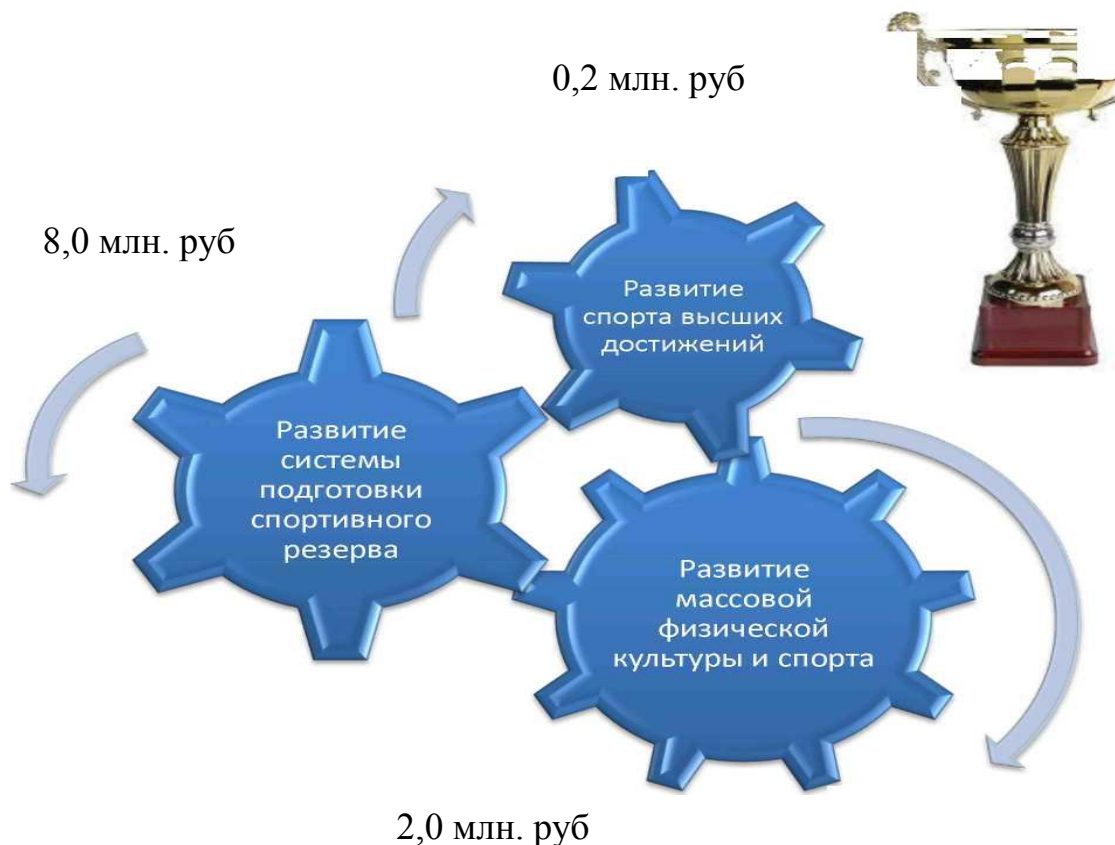 0,2 млн. руб
8,0 млн. руб
Развитие
спорта высших
достижений
Развитие
системы
подготовки
спортивного
резерва
Развитие
массовой
физической
культуры и спорта
2,0 млн. руб